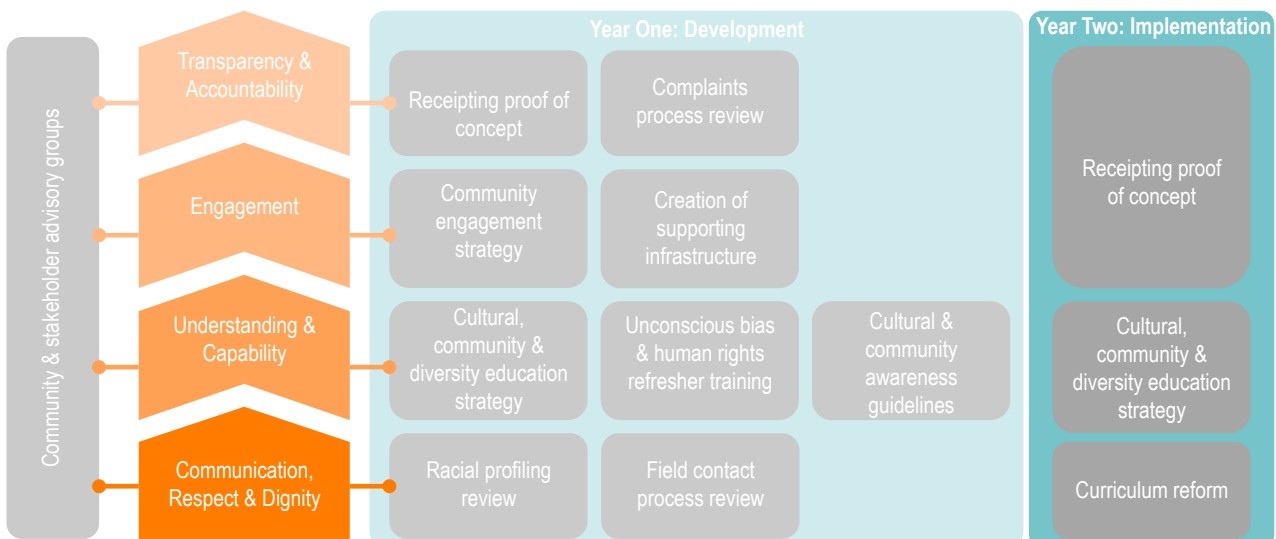 Community & stakeholder advisory groups
Year One: Development
Year Two: Implementation
Transparency &
Accountability
Receipting proof of
concept
Complaints
process review
Receipting proof
of concept
Engagement
Community
engagement
strategy
Creation of
supporting
infrastructure
Understanding &
Capability
Cultural,
community &
diversity education
strategy
Unconscious bias
& human rights
refresher training
Cultural &
community
awareness
guidelines
Cultural,
community &
diversity education
strategy
Communication,
Respect & Dignity
Racial profiling
review
Field contact
process review
Curriculum reform